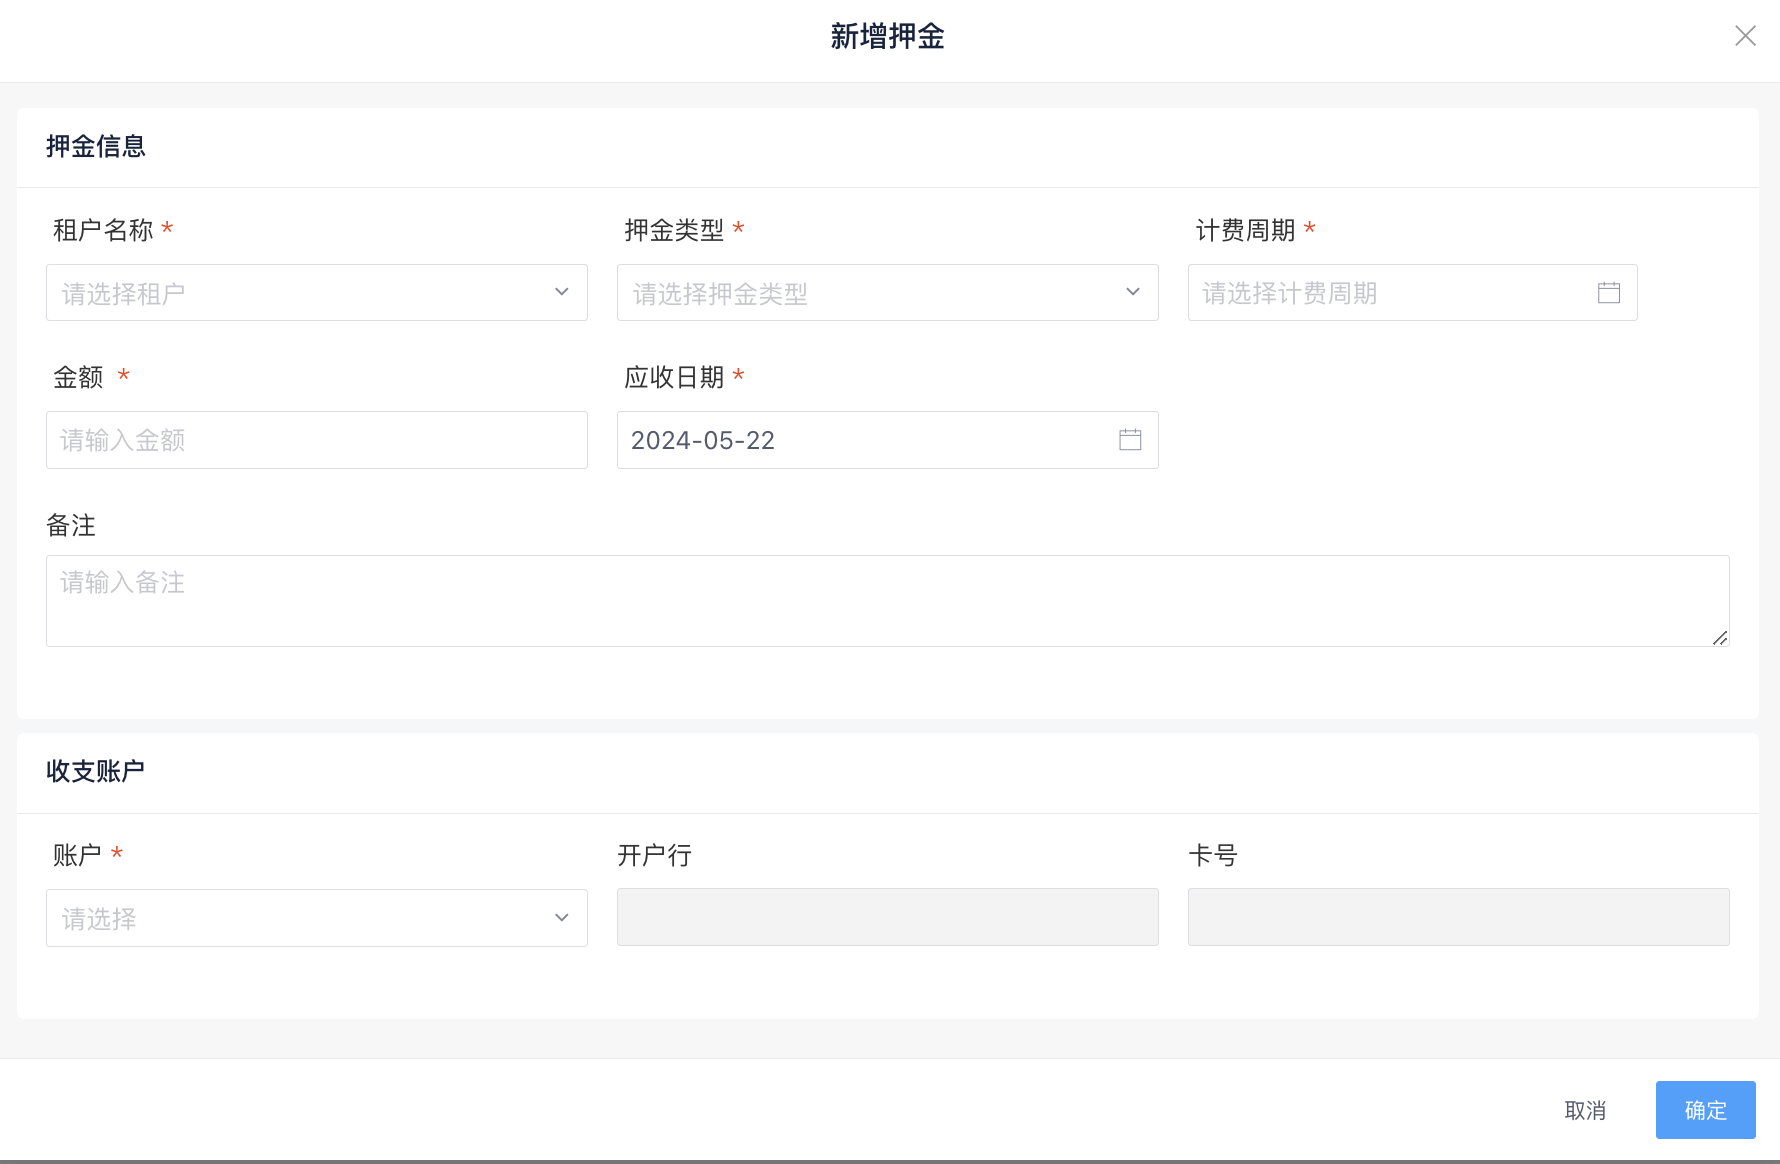 新增押金
押金信息
租户名称 * 押金类型 * 计费周期 *
请选择租户 请选择押金类型 请选择计费周期
金额 * 应收日期 *
请输入金额 2024-05-22
备注
请输入备注
收支账户
账户 * 开户行 卡号
请选择
取消 确定